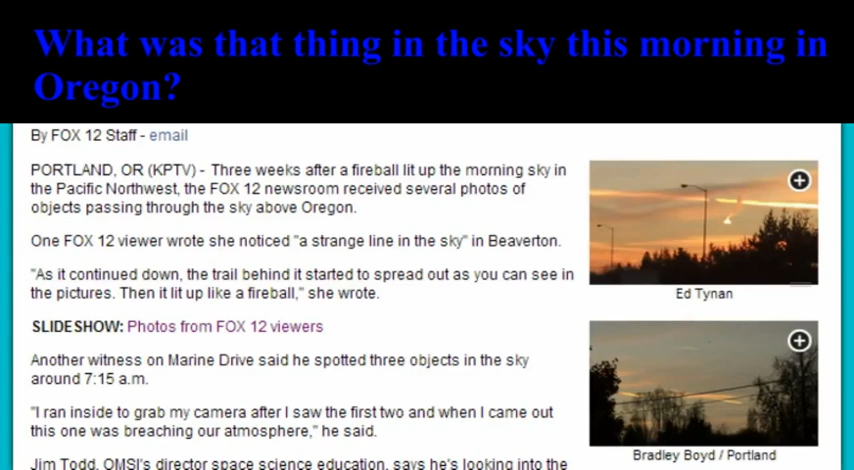 What was that thing in the sky this morning in
Oregon?
By FOX 12 Staff - email
PORTLAND, OR (KPTV) - Three weeks after a fireball lit up the morning sky in
the Pacific Northwest, the FOX 12 newsroom received several photos of
objects passing through the sky above Oregon.
One FOX 12 viewer wrote she noticed "a strange line in the sky" in Beaverton.
"As it continued down, the trail behind it started to spread out as you can see in
the pictures. Then it lit up like a fireball," she wrote.
SLIDESHOW: Photos from FOX 12 viewers
Another witness on Marine Drive said he spotted three objects in the sky
around 7:15 a.m.
"I ran inside to grab my camera after I saw the first two and when I came out
this one was breaching our atmosphere," he said.
Jim Todd, OMSI's director space science education, says he's looking into the
Ed Tynan
Bradley Boyd / Portland